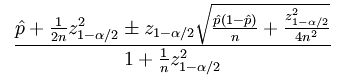 $$\frac{\hat{p} + \frac{1}{2n} z_{1-\alpha/2}^{2} \pm z_{1-\alpha/2} \sqrt{\frac{\hat{p}(1-\hat{p})}{n} + \frac{z_{1-\alpha/2}^{2}}{4n^{2}}}}{1 + \frac{1}{n} z_{1-\alpha/2}^{2}}$$